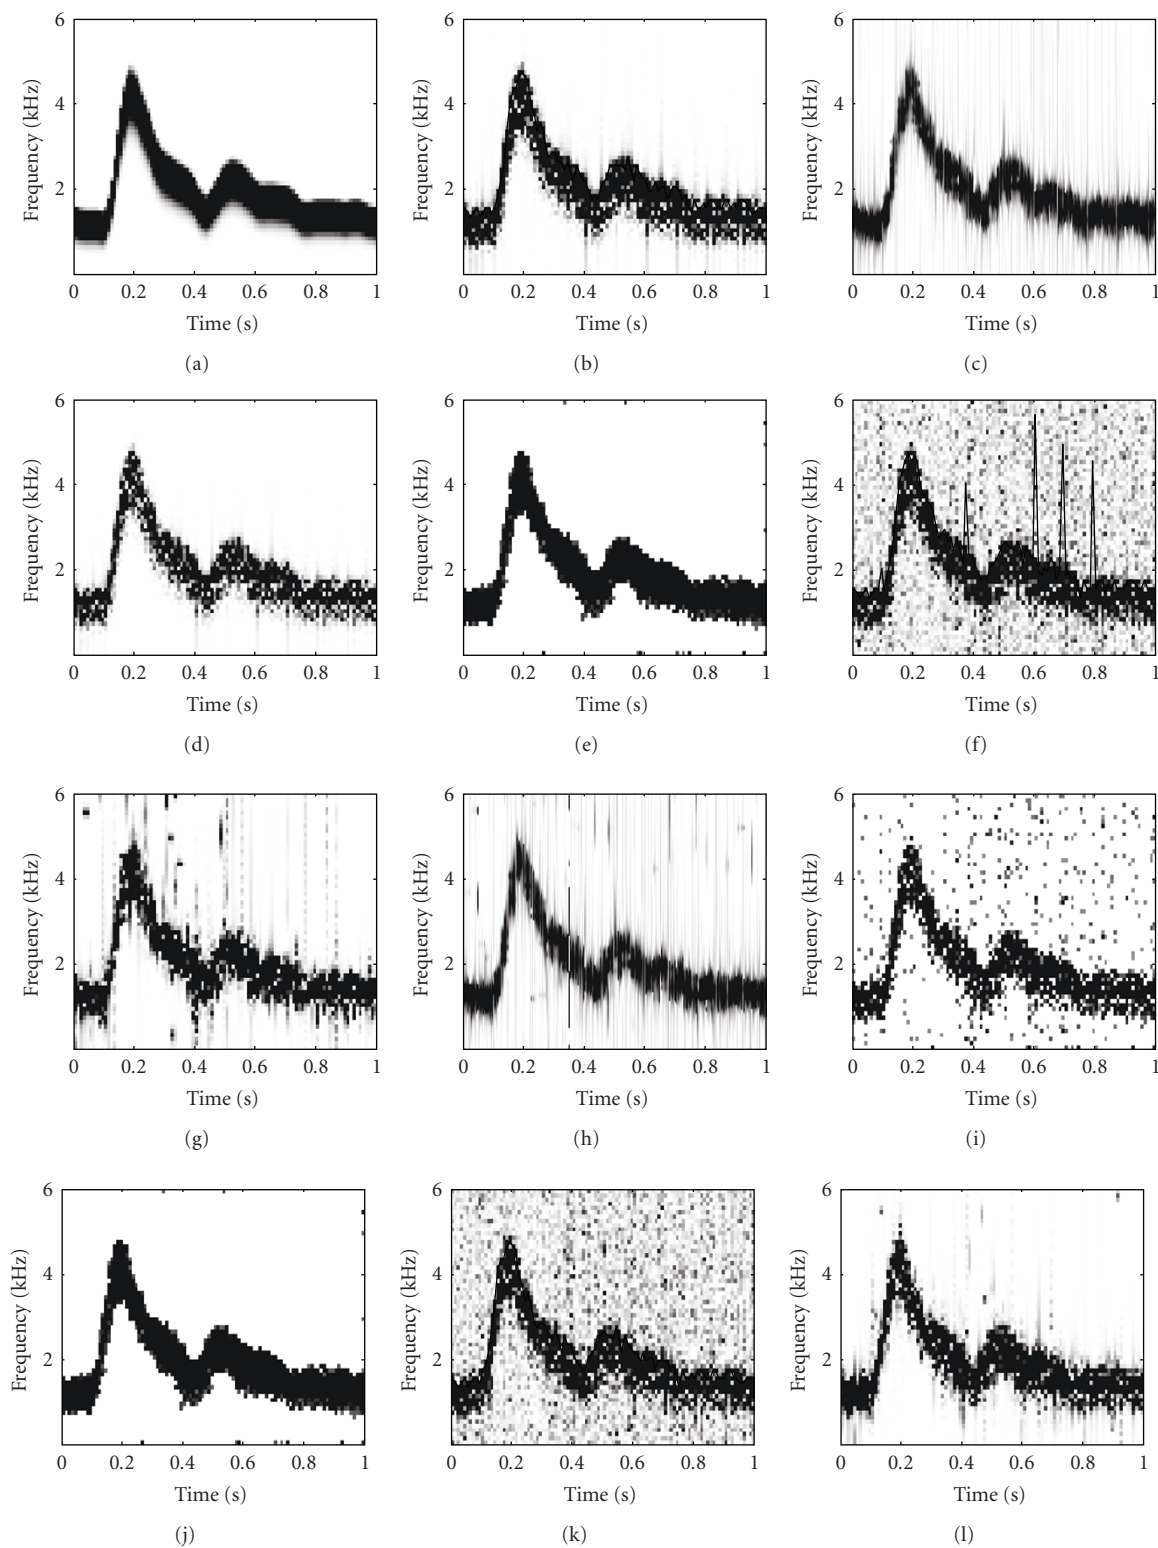 6 6 6
4 4 4
2 2 2
Frequency (kHz) Frequency (kHz) Frequency (kHz)
0 0.2 0.4 0.6 0.8 1 0 0.2 0.4 0.6 0.8 1 0 0.2 0.4 0.6 0.8 1
Time (s) Time (s) Time (s)
(a) (b) (c)
6 6 6
4 4 4
2 2 2
Frequency (kHz) Frequency (kHz) Frequency (kHz)
0 0.2 0.4 0.6 0.8 1 0 0.2 0.4 0.6 0.8 1 0 0.2 0.4 0.6 0.8 1
Time (s) Time (s) Time (s)
(d) (e) (f)
6 6 6
4 4 4
2 2 2
Frequency (kHz) Frequency (kHz) Frequency (kHz)
0 0.2 0.4 0.6 0.8 1 0 0.2 0.4 0.6 0.8 1 0 0.2 0.4 0.6 0.8 1
Time (s) Time (s) Time (s)
(g) (h) (i)
6 6 6
4 4 4
2 2 2
Frequency (kHz) Frequency (kHz) Frequency (kHz)
0 0.2 0.4 0.6 0.8 1 0 0.2 0.4 0.6 0.8 1 0 0.2 0.4 0.6 0.8 1
Time (s) Time (s) Time (s)
(j) (k) (l)